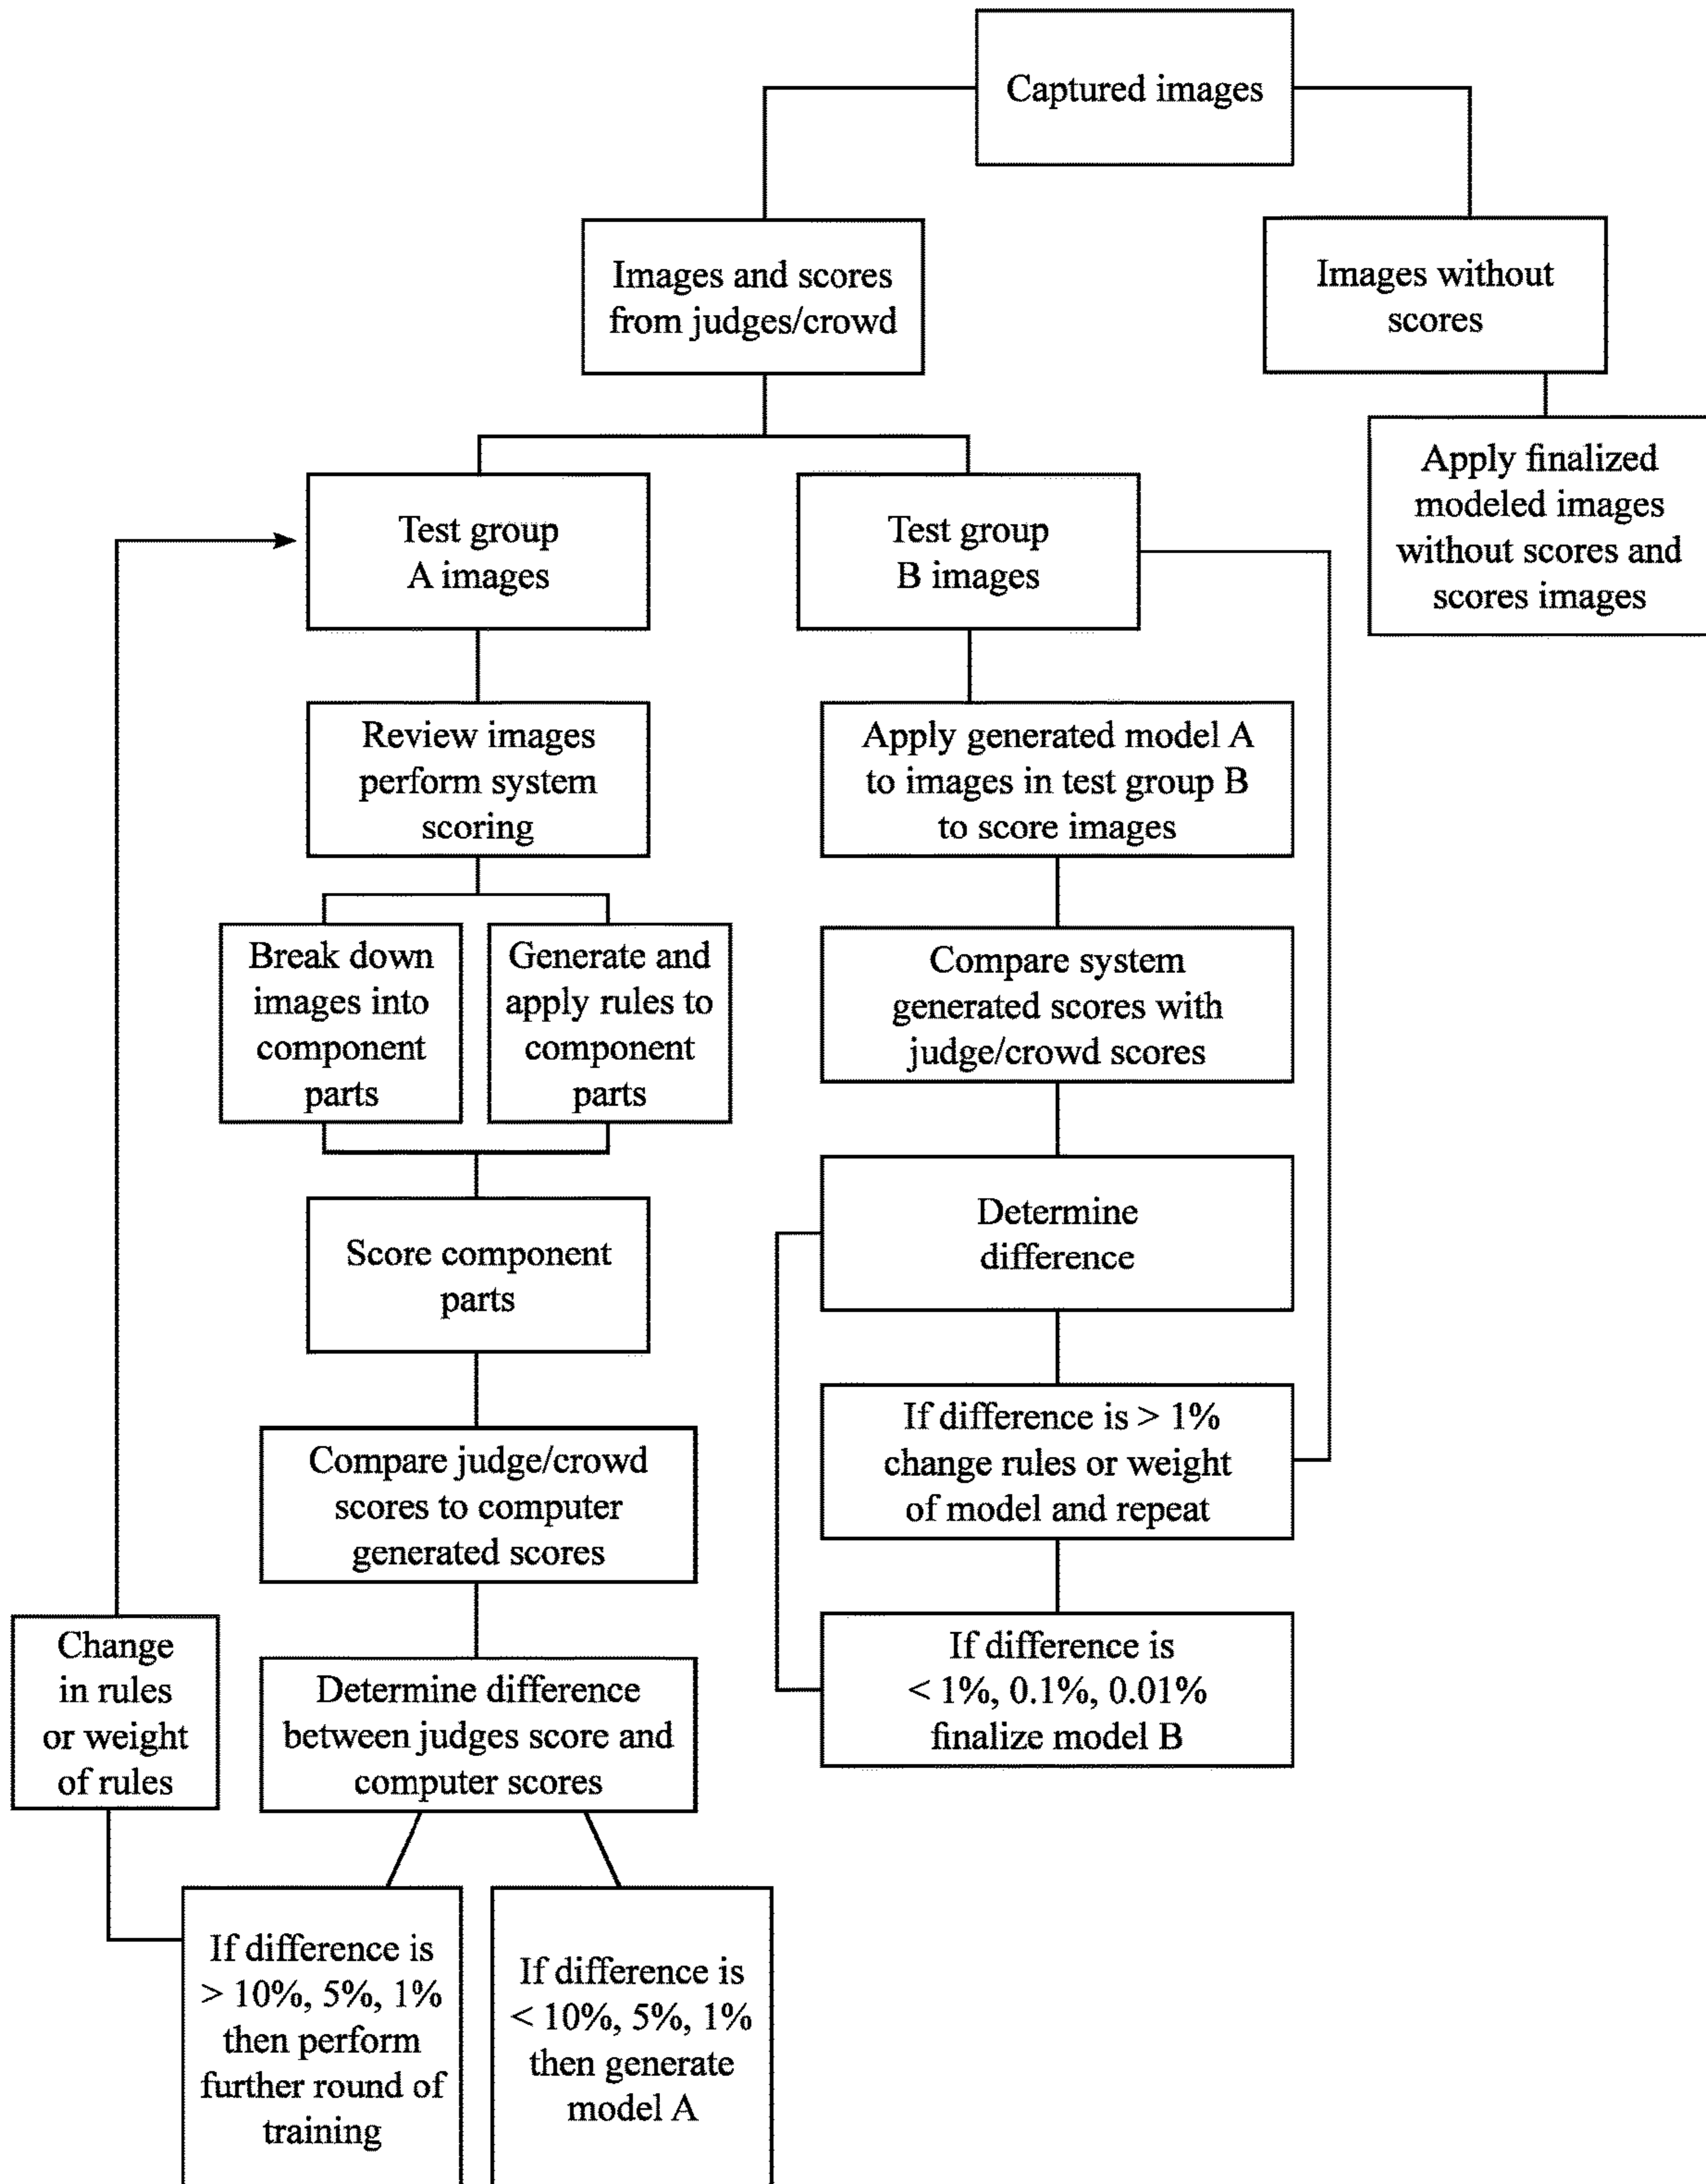 Captured images
Images and scores
from judges/crowd
Images without
scores
Apply finalized
modeled images
without scores and
scores images
Test group
A images
Test group
B images
Review images
perform system
scoring
Apply generated model A
to images in test group B
to score images
Break down
images into
component
parts
Generate and
apply rules to
component
parts
Compare system
generated scores with
judge/crowd scores
Score component
parts
Determine
difference
Compare judge/crowd
scores to computer
generated scores
If difference is > 1%
change rules or weight
of model and repeat
Change
in rules
or weight
of rules
Determine difference
between judges score and
computer scores
If difference is
< 1%, 0.1%, 0.01%
finalize model B
If difference is
> 10%, 5%, 1%
then perform
further round of
training
If difference is
< 10%, 5%, 1%
then generate
model A